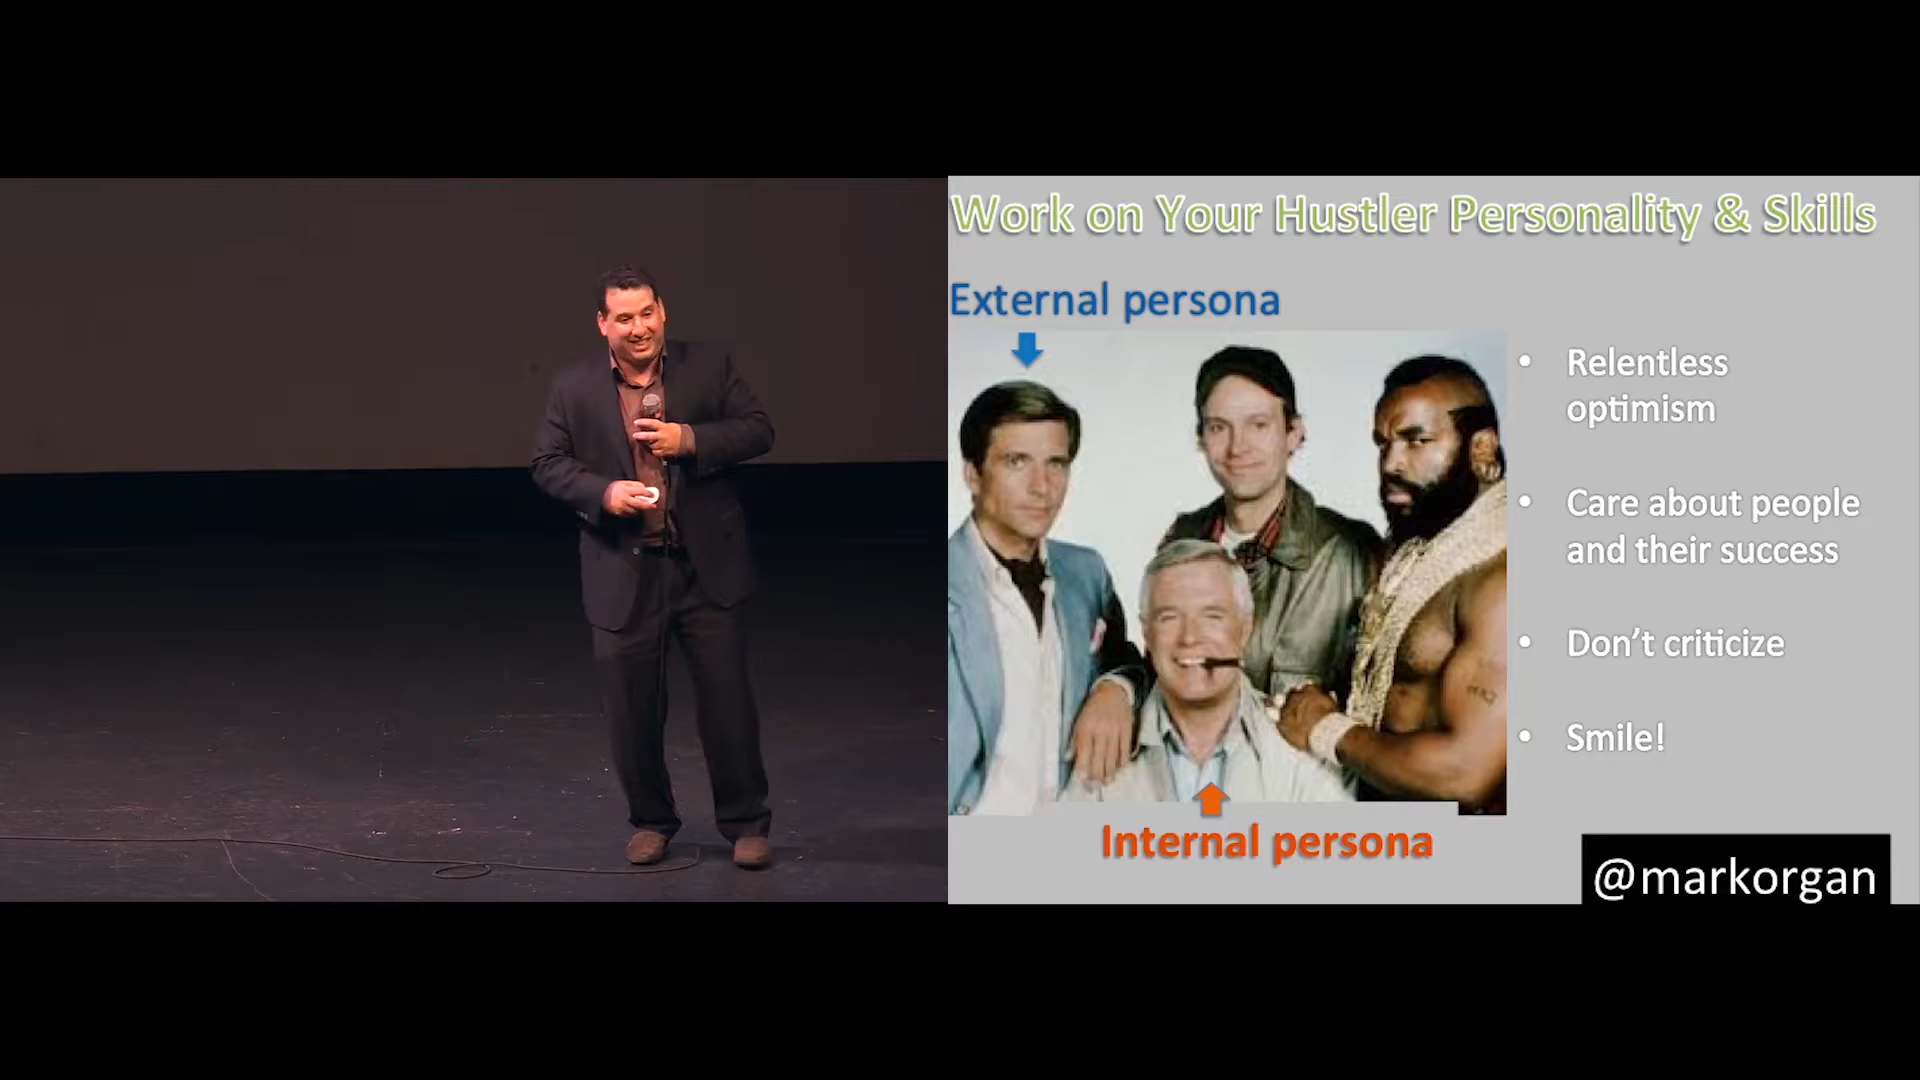 Work on Your Hustler Personality & Skills
External persona
• Relentless
optimism
• Care about people
and their success
• Don't criticize
• Smile!
Internal persona
@markorgan